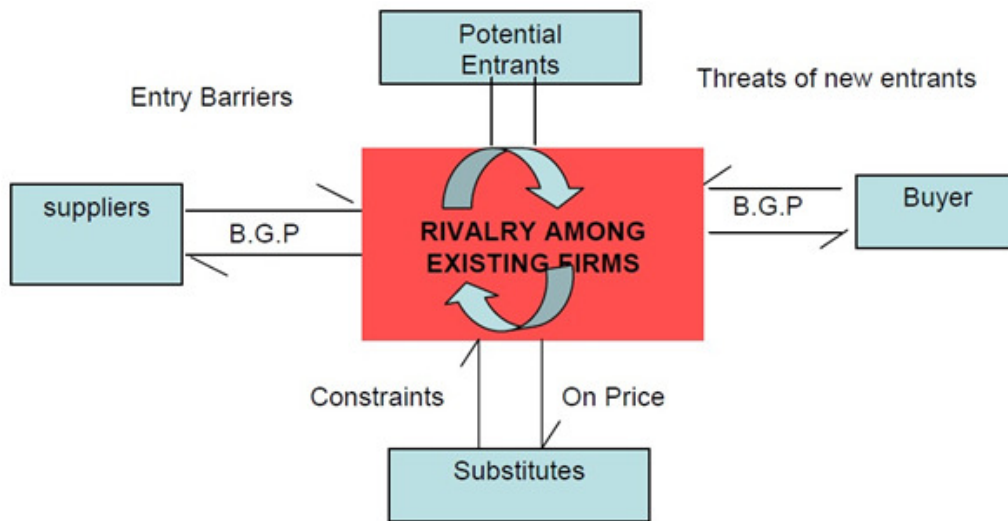 Potential
Entrants
Entry Barriers
Threats of new entrants
suppliers
B.G.P
RIVALRY AMONG
EXISTING FIRMS
B.G.P
Buyer
Constraints
On Price
Substitutes